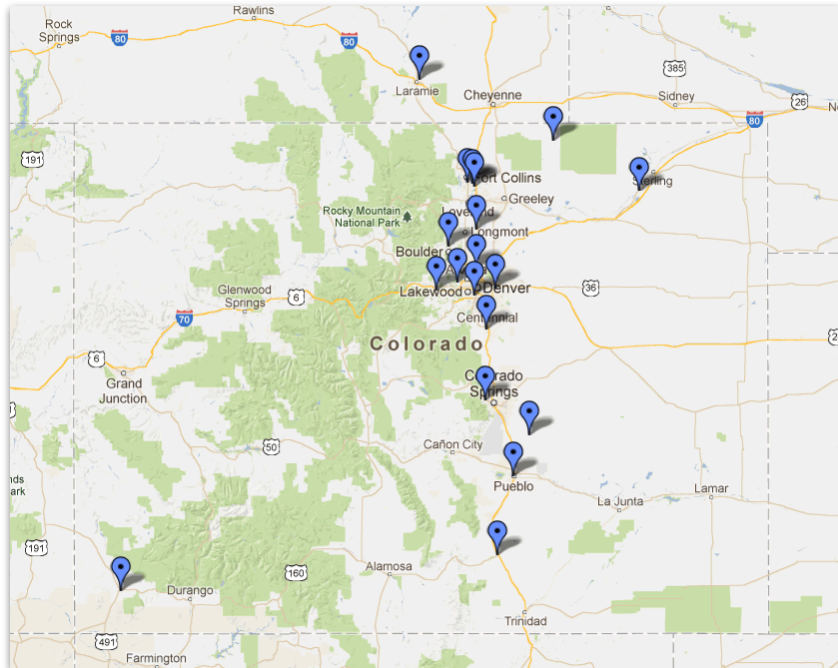 Rawlins
Rock
Springs
80
80
Laramie
385
Cheyenne
Sidney
26
80
191
Fort Collins
Sterling
Greeley
Rocky Mountain
National Park
Loveland
Longmont
Boulder
Glenwood
Springs
6
Lakewood
Denver
36
70
Centennial
Colorado
6
Grand
Junction
Colorado
Springs
50
Cañon City
Pueblo
Lamar
La Junta
191
160
Alamosa
Durango
Trinidad
491
Farmington